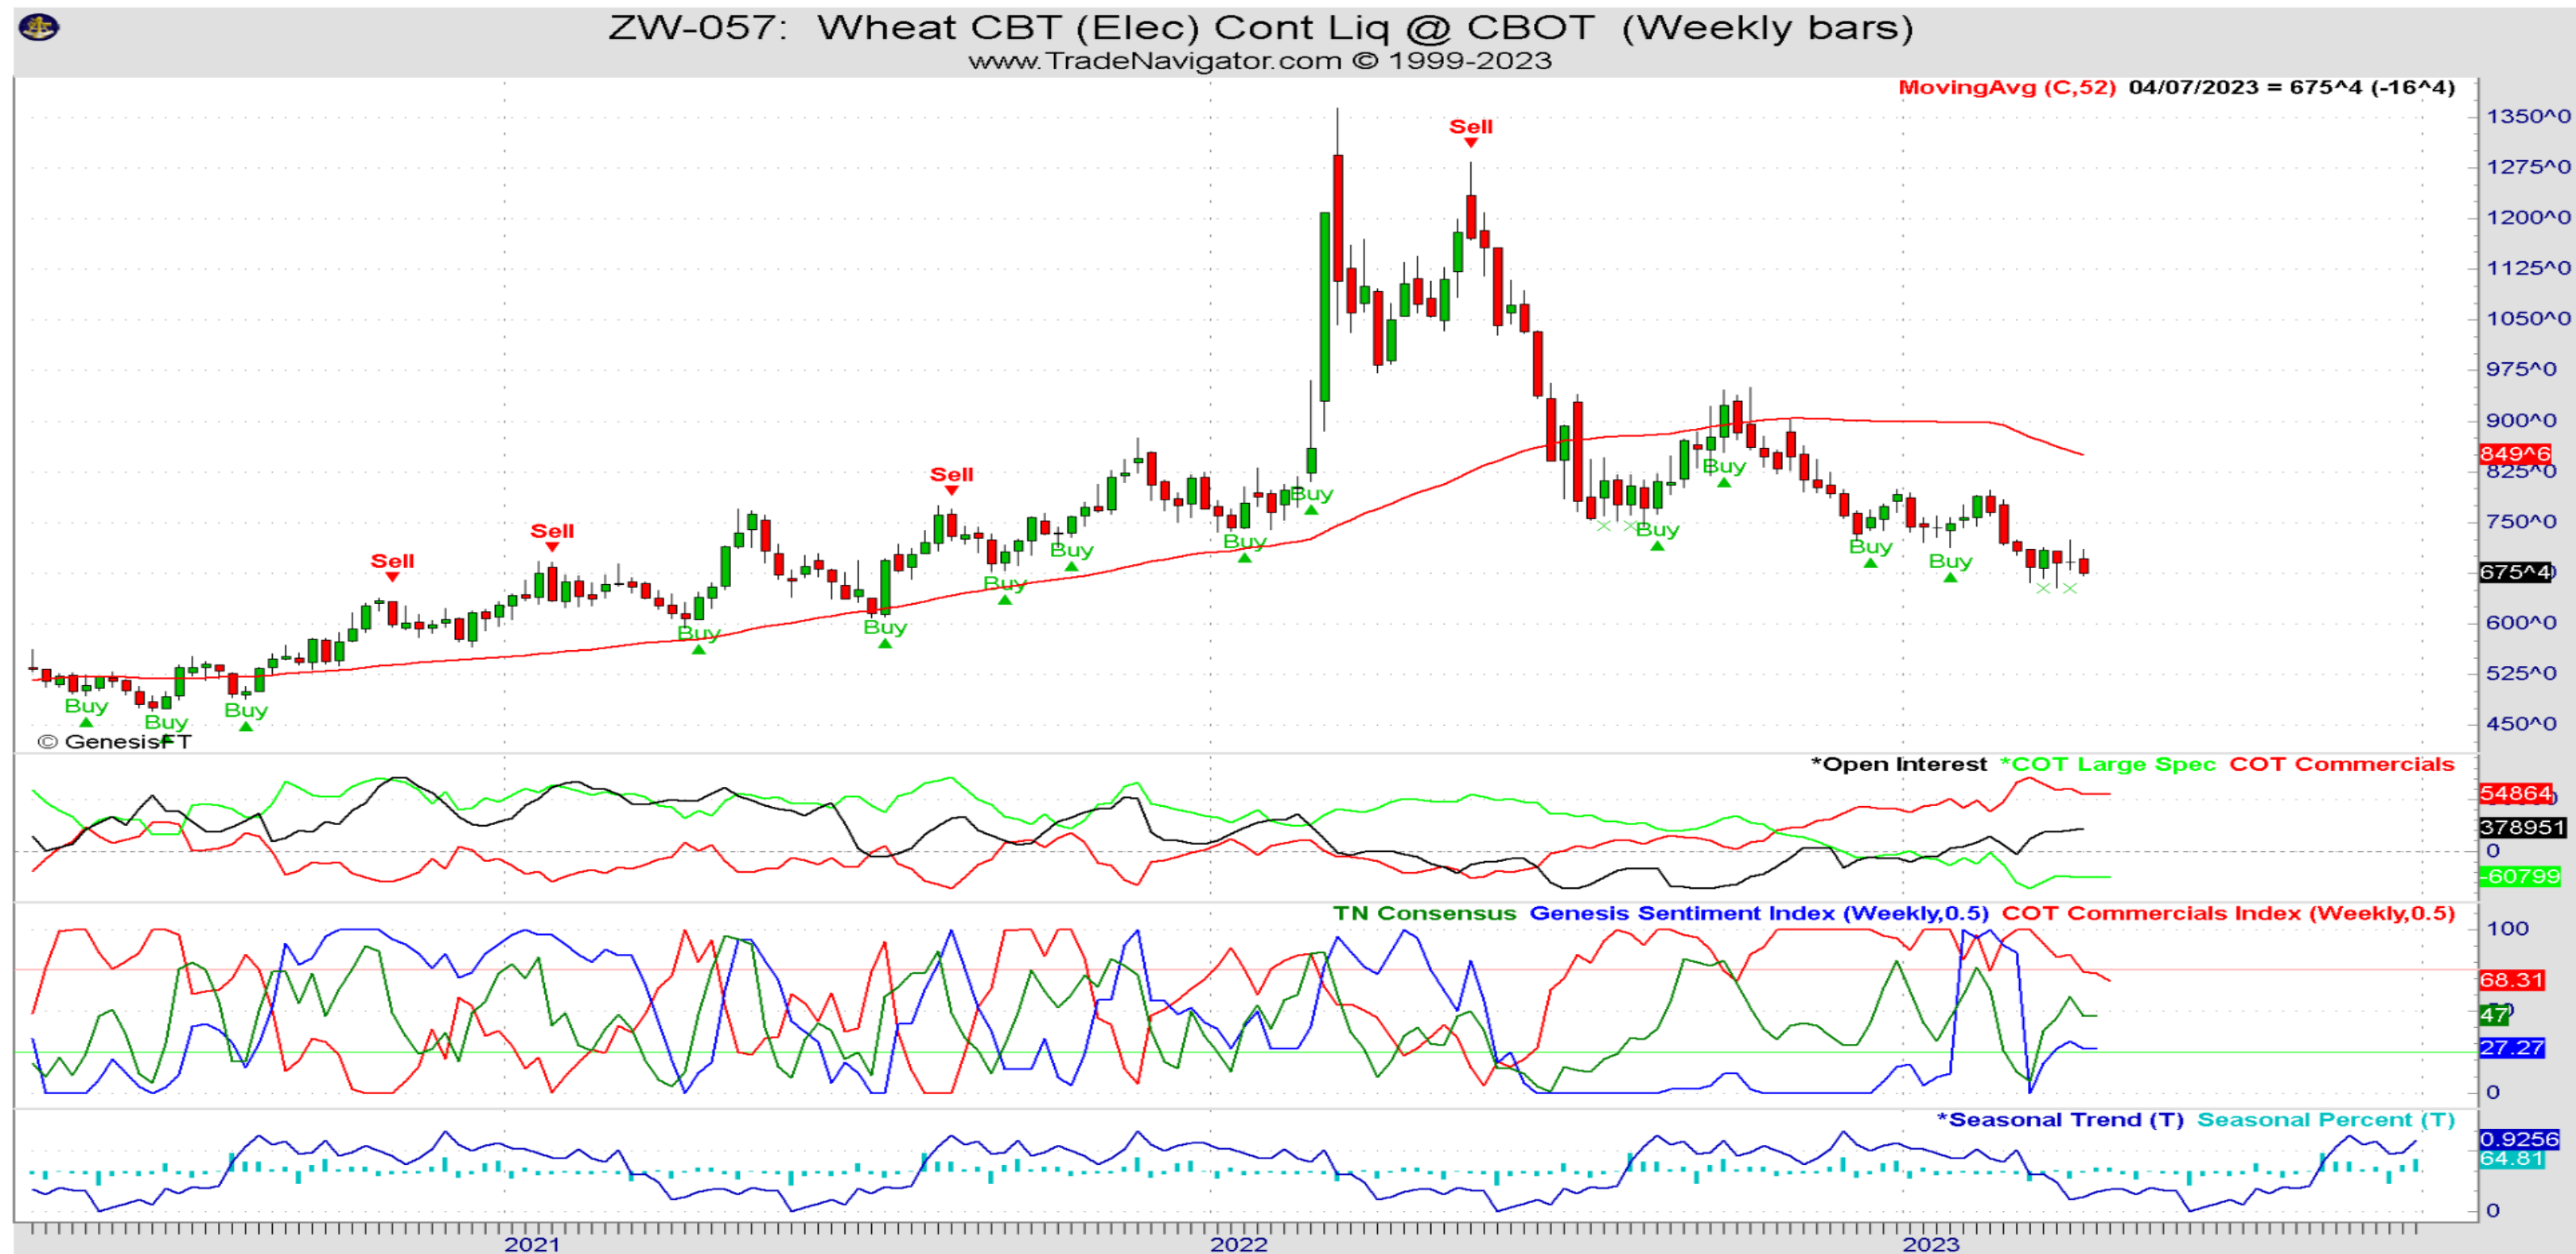 ZW-057: Wheat CBT (Elec) Cont Liq @ CBOT (Weekly bars)
www.TradeNavigator.com © 1999-2023
MovingAvg (C,52) 04/07/2023 = 675^4 (-16^4)
1350^0
Sell
1275^0
1200^0
1125^0
1050^0
975^0
900^0
849^6
825^0
Sell
Buy
Buy
750^0
Sell
Buy
Buy
Buy
Buy
Sell
Buy
Buy
675^4
Buy
600^0
Buy
Buy
525^0
Buy
Buy
Buy
450^0
© GenesisFT
*Open Interest *COT Large Spec COT Commercials
54864
378951
0
-60799
TN Consensus Genesis Sentiment Index (Weekly,0.5) COT Commercials Index (Weekly,0.5)
100
68.31
47
27.27
0
*Seasonal Trend (T) Seasonal Percent (T)
0.9256
64.81
0
2021 2022 2023